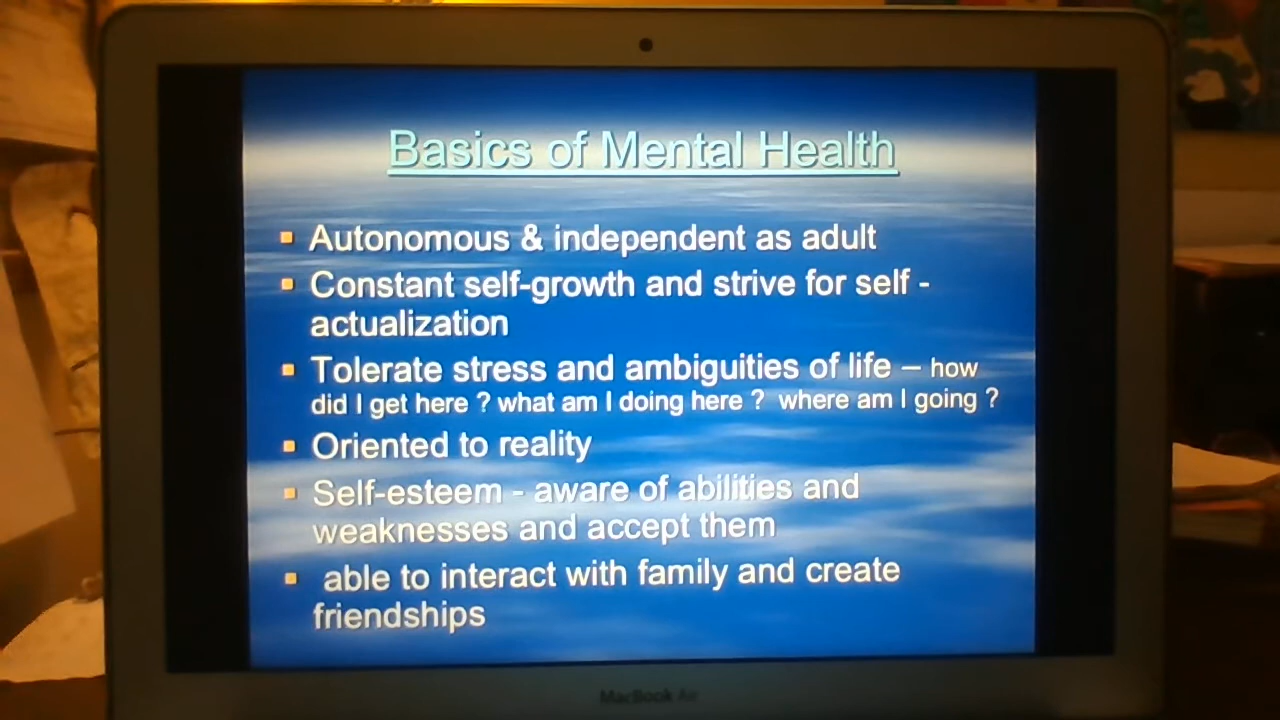 Basics of Mental Health
Autonomous & independent as adult
Constant self-growth and strive for self -
actualization
Tolerate stress and ambiguities of life – how
did I get here ? what am I doing here ? where am I going ?
Oriented to reality
Self-esteem - aware of abilities and
weaknesses and accept them
able to interact with family and create
friendships
MacBook Air